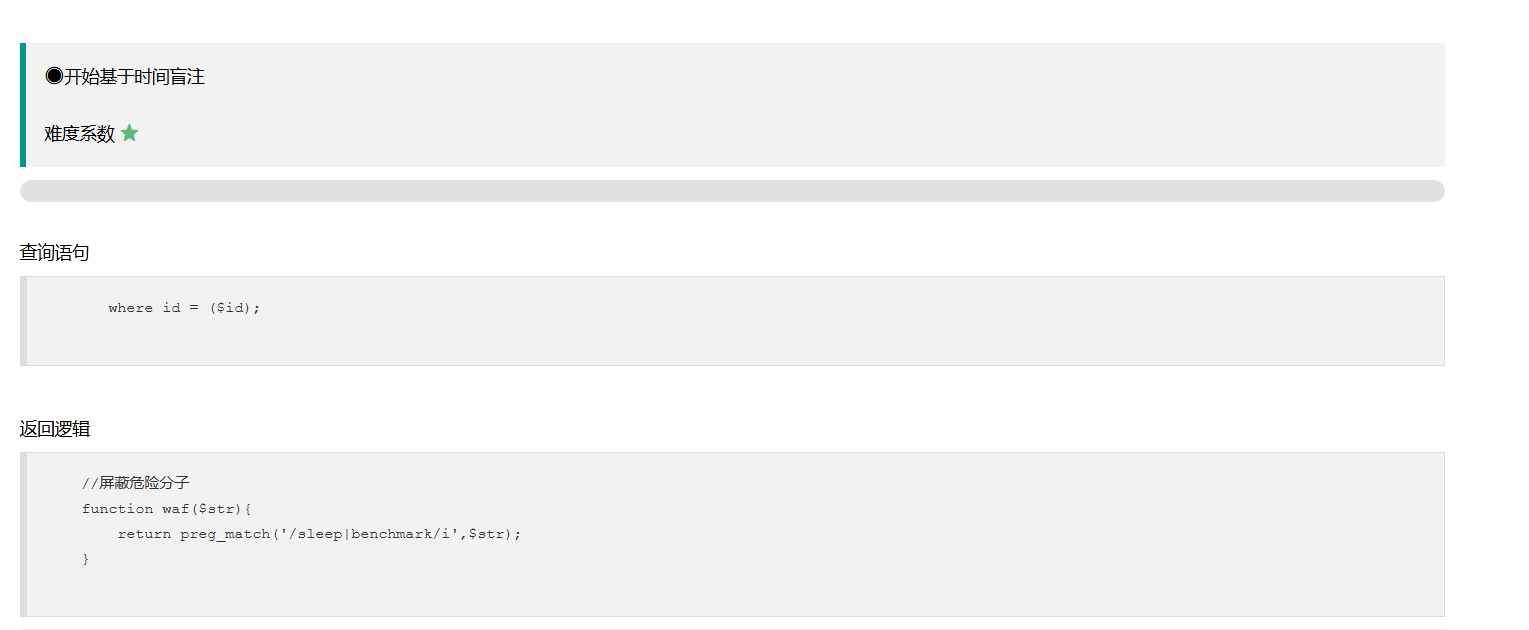 ◉开始基于时间盲注
难度系数 ★
查询语句
where id = ($id);
返回逻辑
//屏蔽危险分子
function waf($str){
return preg_match('/sleep|benchmark/i',$str);
}